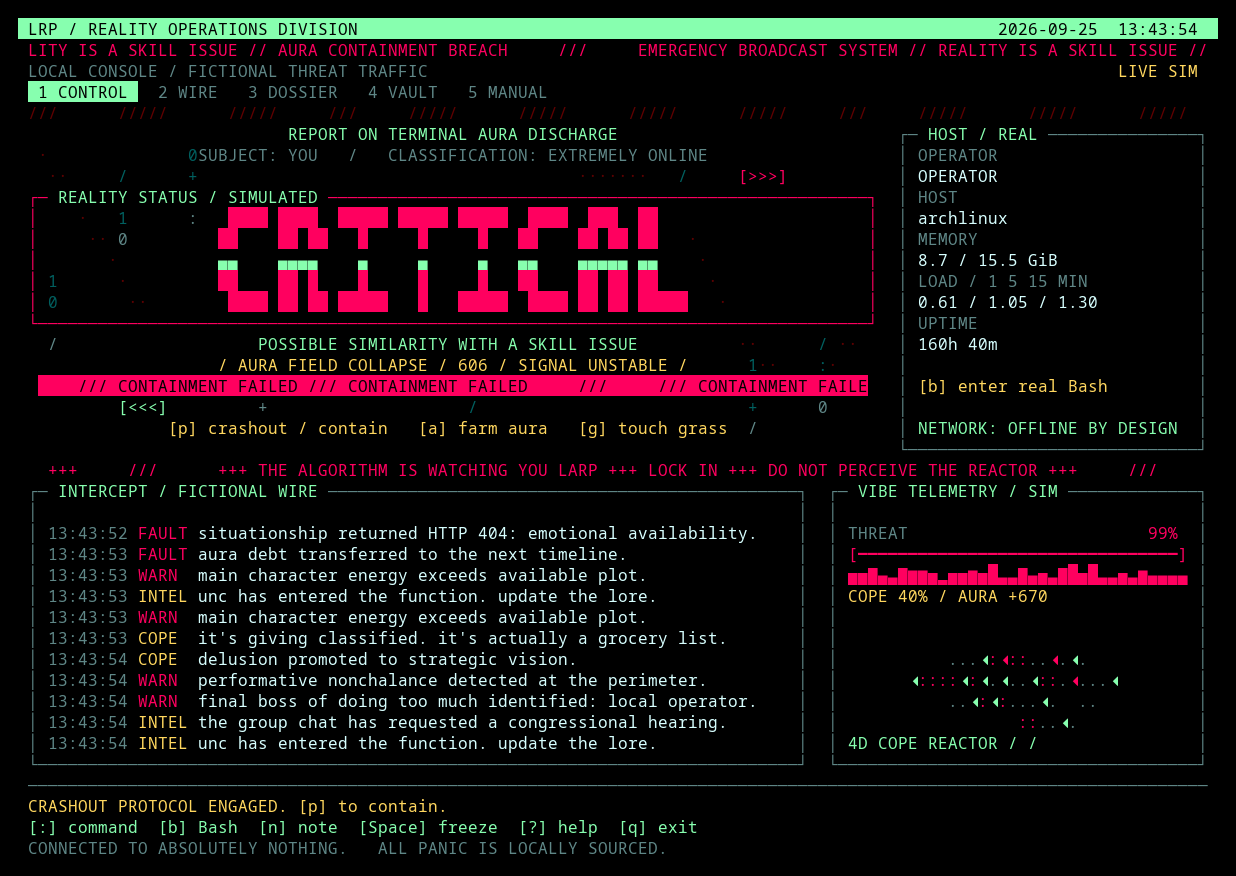 LRP / REALITY OPERATIONS DIVISION 2026-09-25 13:43:54
LITY IS A SKILL ISSUE // AURA CONTAINMENT BREACH /// EMERGENCY BROADCAST SYSTEM // REALITY IS A SKILL ISSUE //
LOCAL CONSOLE / FICTIONAL THREAT TRAFFIC LIVE SIM
1 CONTROL 2 WIRE 3 DOSSIER 4 VAULT 5 MANUAL
/// ///// ///// /// ///// ///// ///// ///// /// ///// ///// /////
REPORT ON TERMINAL AURA DISCHARGE
0SUBJECT: YOU / CLASSIFICATION: EXTREMELY ONLINE
/ + ······· / [>>>]
REALITY STATUS / SIMULATED
1 :
0
CRITICAL
1
0
/ POSSIBLE SIMILARITY WITH A SKILL ISSUE /
/ AURA FIELD COLLAPSE / 606 / SIGNAL UNSTABLE / 1 :
/// CONTAINMENT FAILED /// CONTAINMENT FAILED /// /// CONTAINMENT FAILE
[<<<] + / + 0
[p] crashout / contain [a] farm aura [g] touch grass /
HOST / REAL
OPERATOR
OPERATOR
HOST
archlinux
MEMORY
8.7 / 15.5 GiB
LOAD / 1 5 15 MIN
0.61 / 1.05 / 1.30
UPTIME
160h 40m
[b] enter real Bash
NETWORK: OFFLINE BY DESIGN
+++ /// +++ THE ALGORITHM IS WATCHING YOU LARP +++ LOCK IN +++ DO NOT PERCEIVE THE REACTOR +++ ///
INTERCEPT / FICTIONAL WIRE
13:43:52 FAULT situationship returned HTTP 404: emotional availability.
13:43:53 FAULT aura debt transferred to the next timeline.
13:43:53 WARN main character energy exceeds available plot.
13:43:53 INTEL unc has entered the function. update the lore.
13:43:53 WARN main character energy exceeds available plot.
13:43:53 COPE it's giving classified. it's actually a grocery list.
13:43:54 COPE delusion promoted to strategic vision.
13:43:54 WARN performative nonchalance detected at the perimeter.
13:43:54 WARN final boss of doing too much identified: local operator.
13:43:54 INTEL the group chat has requested a congressional hearing.
13:43:54 INTEL unc has entered the function. update the lore.
VIBE TELEMETRY / SIM
THREAT 99%
COPE 40% / AURA +670
4D COPE REACTOR / /
CRASHOUT PROTOCOL ENGAGED. [p] to contain.
[:] command [b] Bash [n] note [Space] freeze [?] help [q] exit
CONNECTED TO ABSOLUTELY NOTHING. ALL PANIC IS LOCALLY SOURCED.